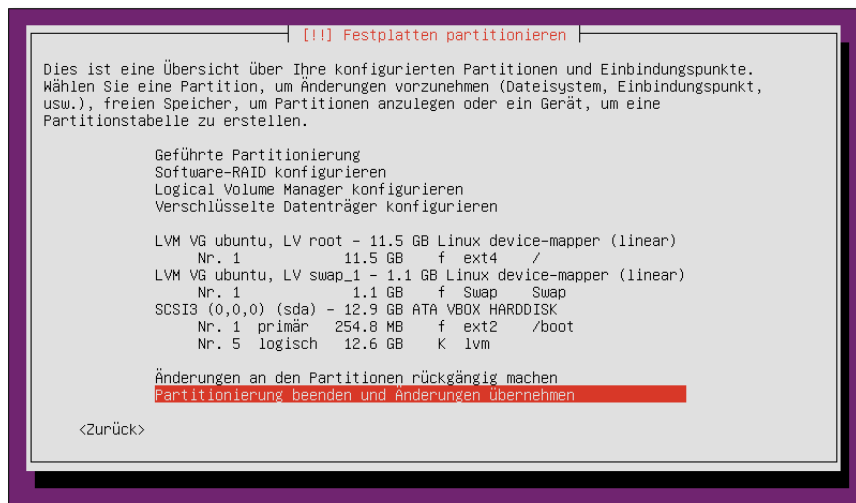 [!!] Festplatten partitionieren
Dies ist eine Übersicht über Ihre konfigurierten Partitionen und Einbindungspunkte.
Wählen Sie eine Partition, um Änderungen vorzunehmen (Dateisystem, Einbindungspunkt,
usw.), freien Speicher, um Partitionen anzulegen oder ein Gerät, um eine
Partitionstabelle zu erstellen.
Geführte Partitionierung
Software-RAID konfigurieren
Logical Volume Manager konfigurieren
Verschlüsselte Datenträger konfigurieren
LVM VG ubuntu, LV root - 11.5 GB Linux device-mapper (linear)
Nr. 1 11.5 GB f ext4 /
LVM VG ubuntu, LV swap_1 - 1.1 GB Linux device-mapper (linear)
Nr. 1 1.1 GB f Swap Swap
SCSI3 (0,0,0) (sda) - 12.9 GB ATA VBOX HARDDISK
Nr. 1 primär 254.8 MB f ext2 /boot
Nr. 5 logisch 12.6 GB K lvm
Änderungen an den Partitionen rückgängig machen
Partitionierung beenden und Änderungen übernehmen
<Zurück>